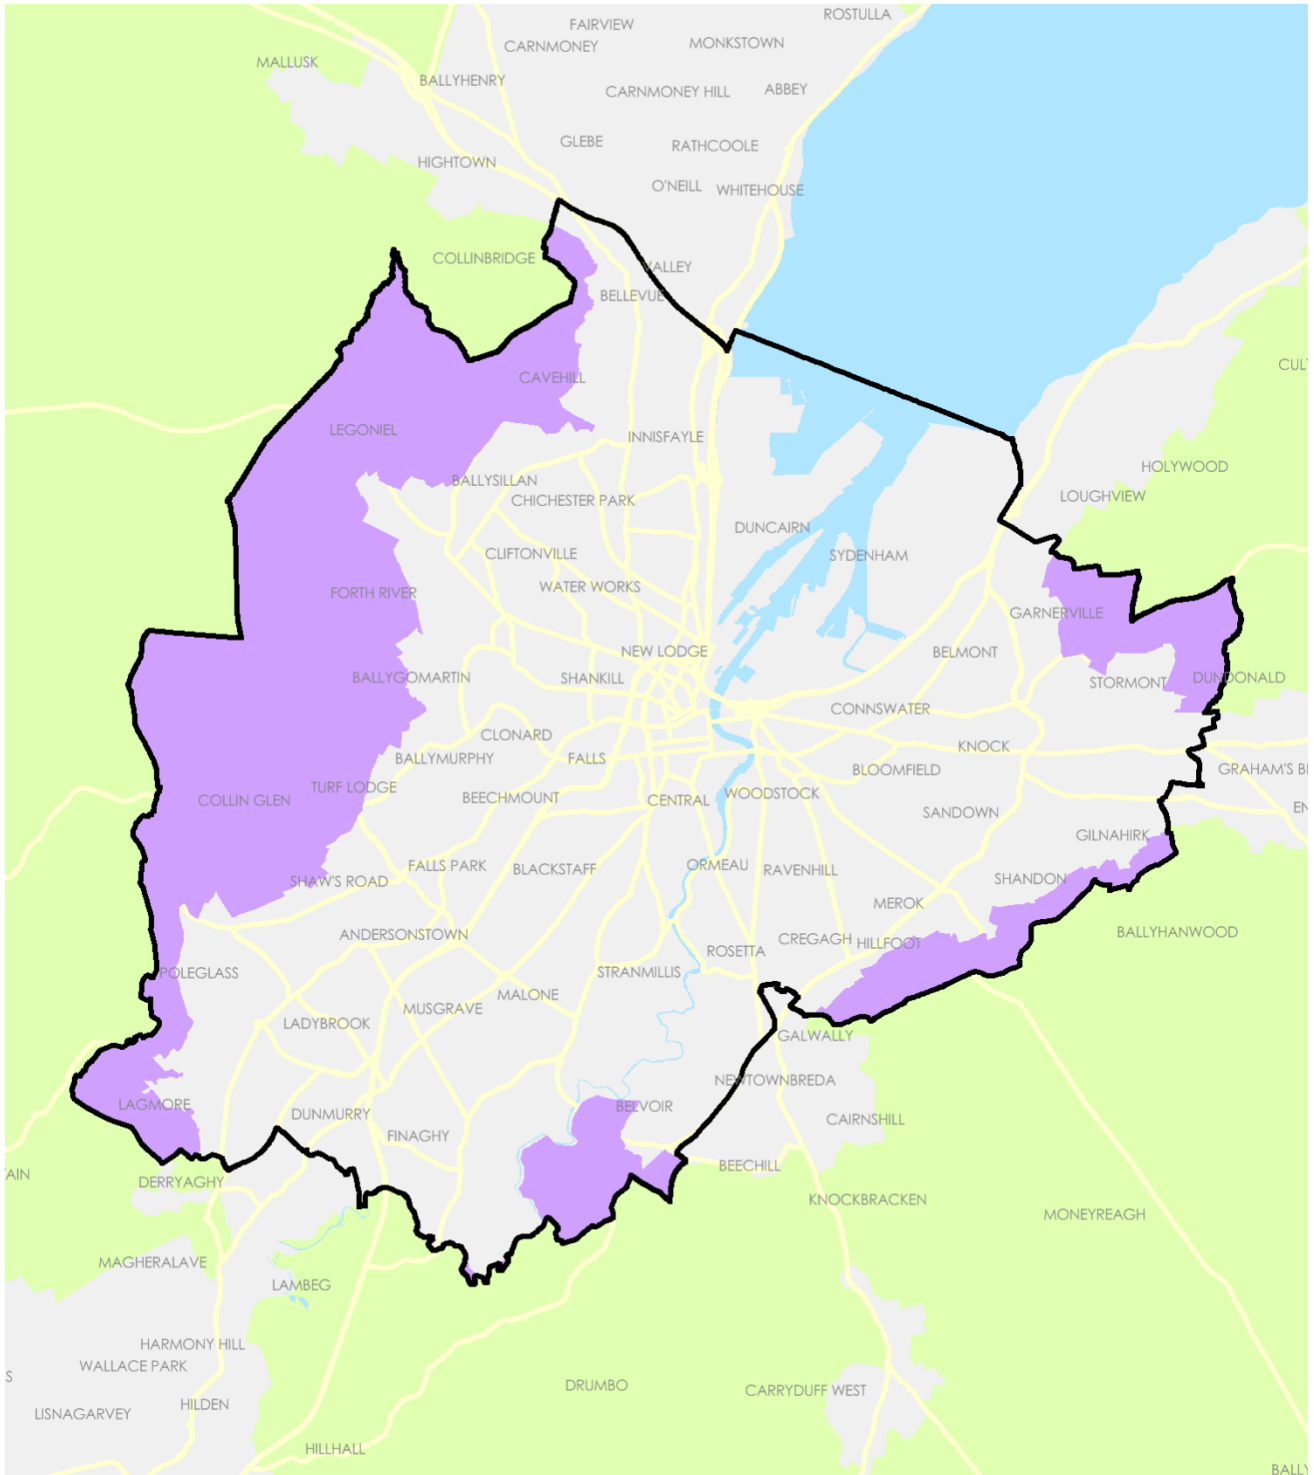 ROSTULLA
FAIRVIEW
CARNMONEY
MONKSTOWN
MALLUSK
BALLYHENRY
CARNMONEY HILL
ABBEY
GLEBE
RATHCOOLE
HIGHTOWN
O'NEILL
WHITEHOUSE
COLLINBRIDGE
VALLEY
BELLEVUE
CUL
CAVEHILL
LEGONIEL
INNISFAYLE
HOLYWOOD
BALLYSILLAN
LOUGHVIEW
CHICHESTER PARK
DUNCAIRN
CLIFTONVILLE
SYDENHAM
WATER WORKS
FORTH RIVER
GARNERVILLE
NEW LODGE
BELMONT
BALLYGOMARTIN
SHANKILL
STORMONT
DUNDONALD
CONNSWATER
CLONARD
KNOCK
BALLYMURPHY
FALLS
BLOOMFIELD
GRAHAM'S B
TURF LODGE
COLLIN GLEN
BEECHMOUNT
CENTRAL
WOODSTOCK
EN
SANDOWN
GILNAHIRK
FALLS PARK
BLACKSTAFF
ORMEAU
RAVENHILL
SHAW'S ROAD
SHANDON
MEROK
ANDERSONSTOWN
CREGAGH
HILLFOOT
BALLYHANWOOD
ROSETTA
POLEGLASS
STRANMILLIS
MALONE
MUSGRAVE
LADYBROOK
GALWALLY
NEWTOWNBREDA
LAGMORE
BELVOIR
DUNMURRY
CAIRNSHILL
FINAGHY
BEECHILL
AIN
DERRYAGHY
KNOCKBRACKEN
MONEYREAGH
MAGHERALAVE
LAMBEG
HARMONY HILL
WALLACE PARK
S
DRUMBO
CARRYDUFF WEST
HILDEN
LISNAGARVEY
HILLHALL
BALLY